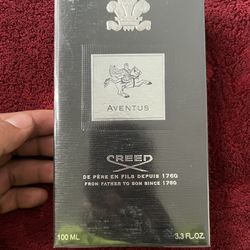 AVENTUS
CREED
DE PÈRE EN FILS DEPUIS 1760
FROM FATHER TO SON SINCE 1760
100 ML 3.3 FL.OZ.